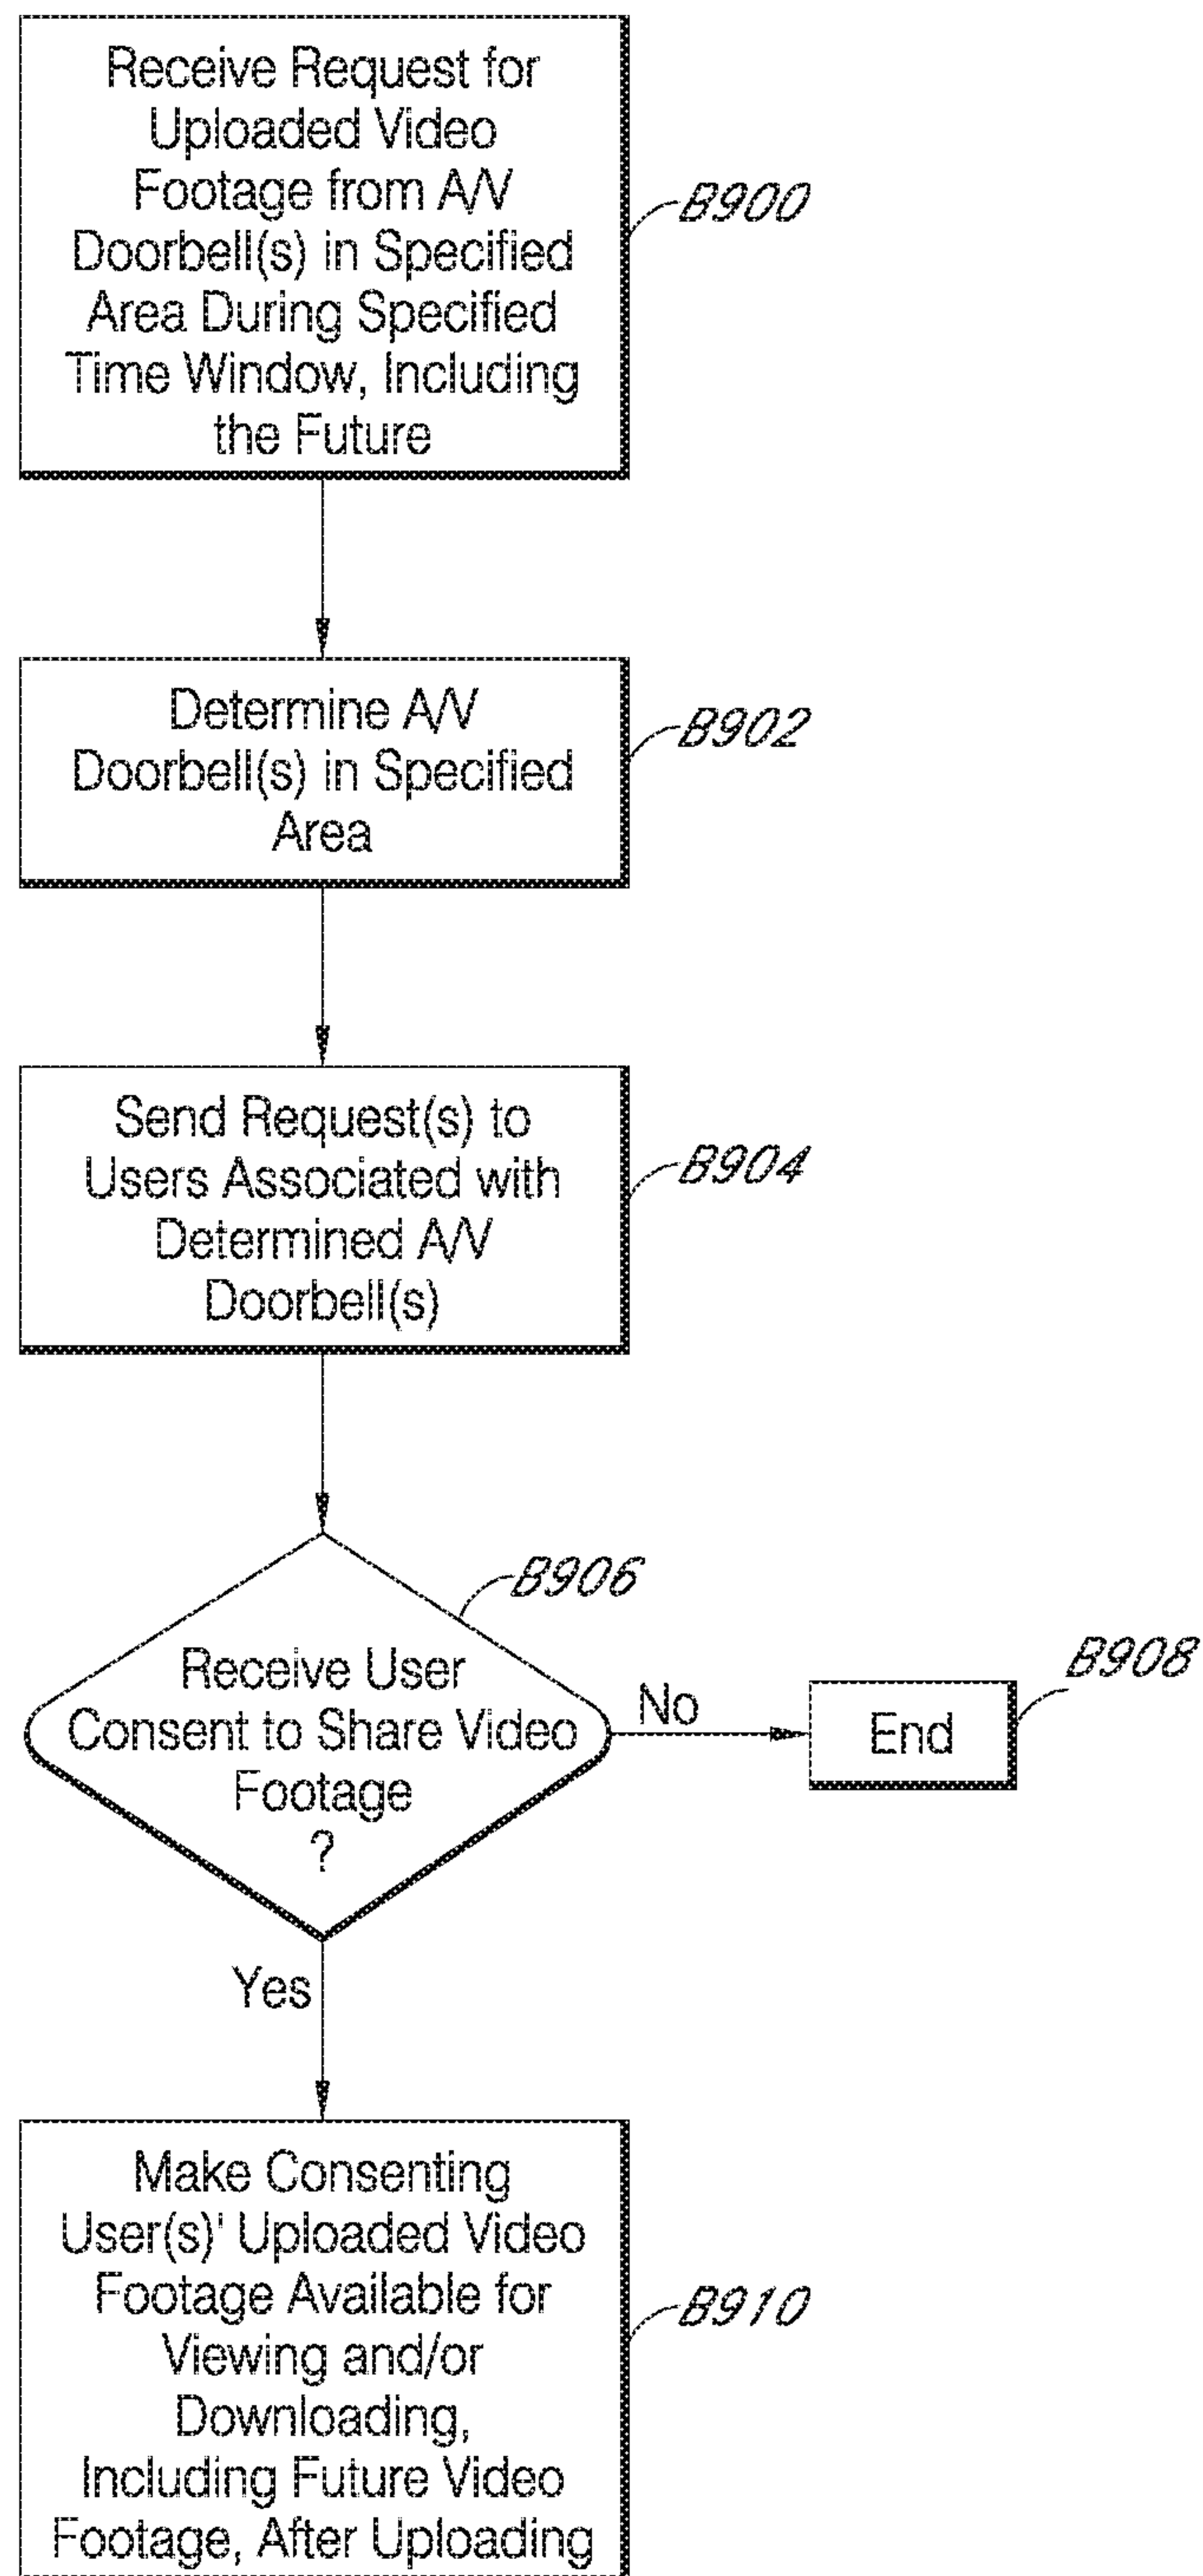 Receive Request for
Uploaded Video
Footage from A/V
Doorbell(s) in Specified
Area During Specified
Time Window, Including
the Future
B900
Determine A/V
Doorbell(s) in Specified
Area
B902
Send Request(s) to
Users Associated with
Determined A/V
Doorbell(s)
B904
B906
Receive User
Consent to Share Video
Footage
?
No
End
B908
Yes
Make Consenting
User(s)' Uploaded Video
Footage Available for
Viewing and/or
Downloading,
Including Future Video
Footage, After Uploading
B910